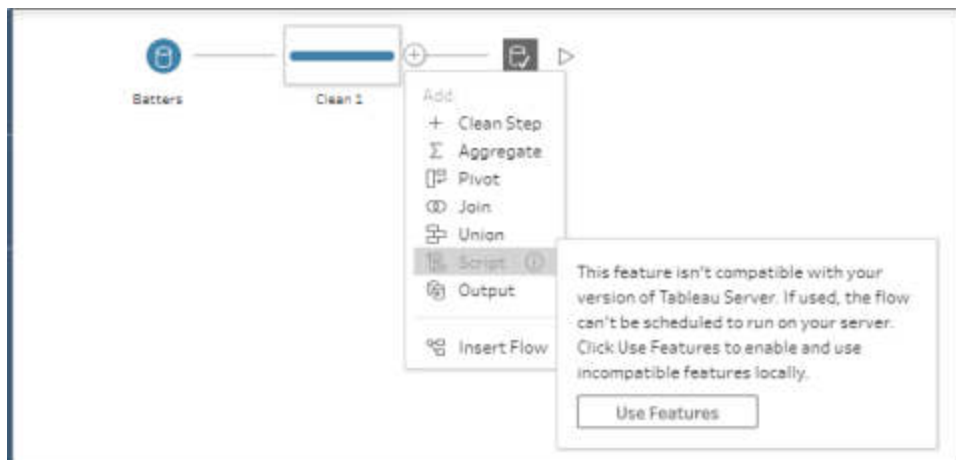 Batters
Clean 1
Add
Clean Step
Aggregate
Pivot
Join
Union
Script
Output
Insert Flow
This feature isn't compatible with your
version of Tableau Server. If used, the flow
can't be scheduled to run on your server.
Click Use Features to enable and use
incompatible features locally.
Use Features